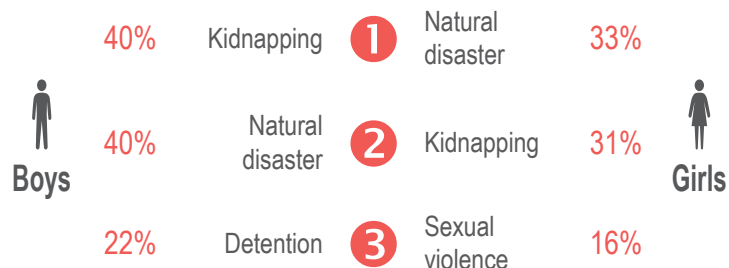 40% Kidnapping 1 Natural disaster 33%
Boys
40% Natural disaster 2 Kidnapping 31%
Girls
22% Detention 3 Sexual violence 16%